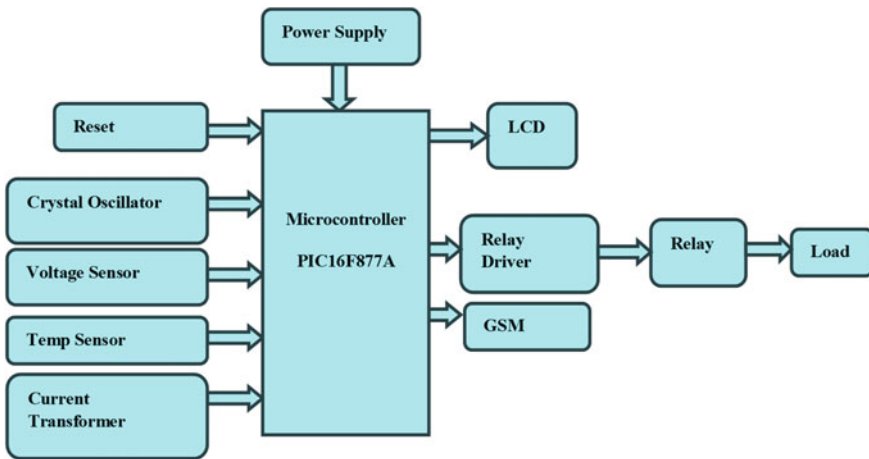 Power Supply
Reset
LCD
Crystal Oscillator
Microcontroller
PIC16F877A
Voltage Sensor
Relay
Driver
Relay
Load
Temp Sensor
GSM
Current
Transformer